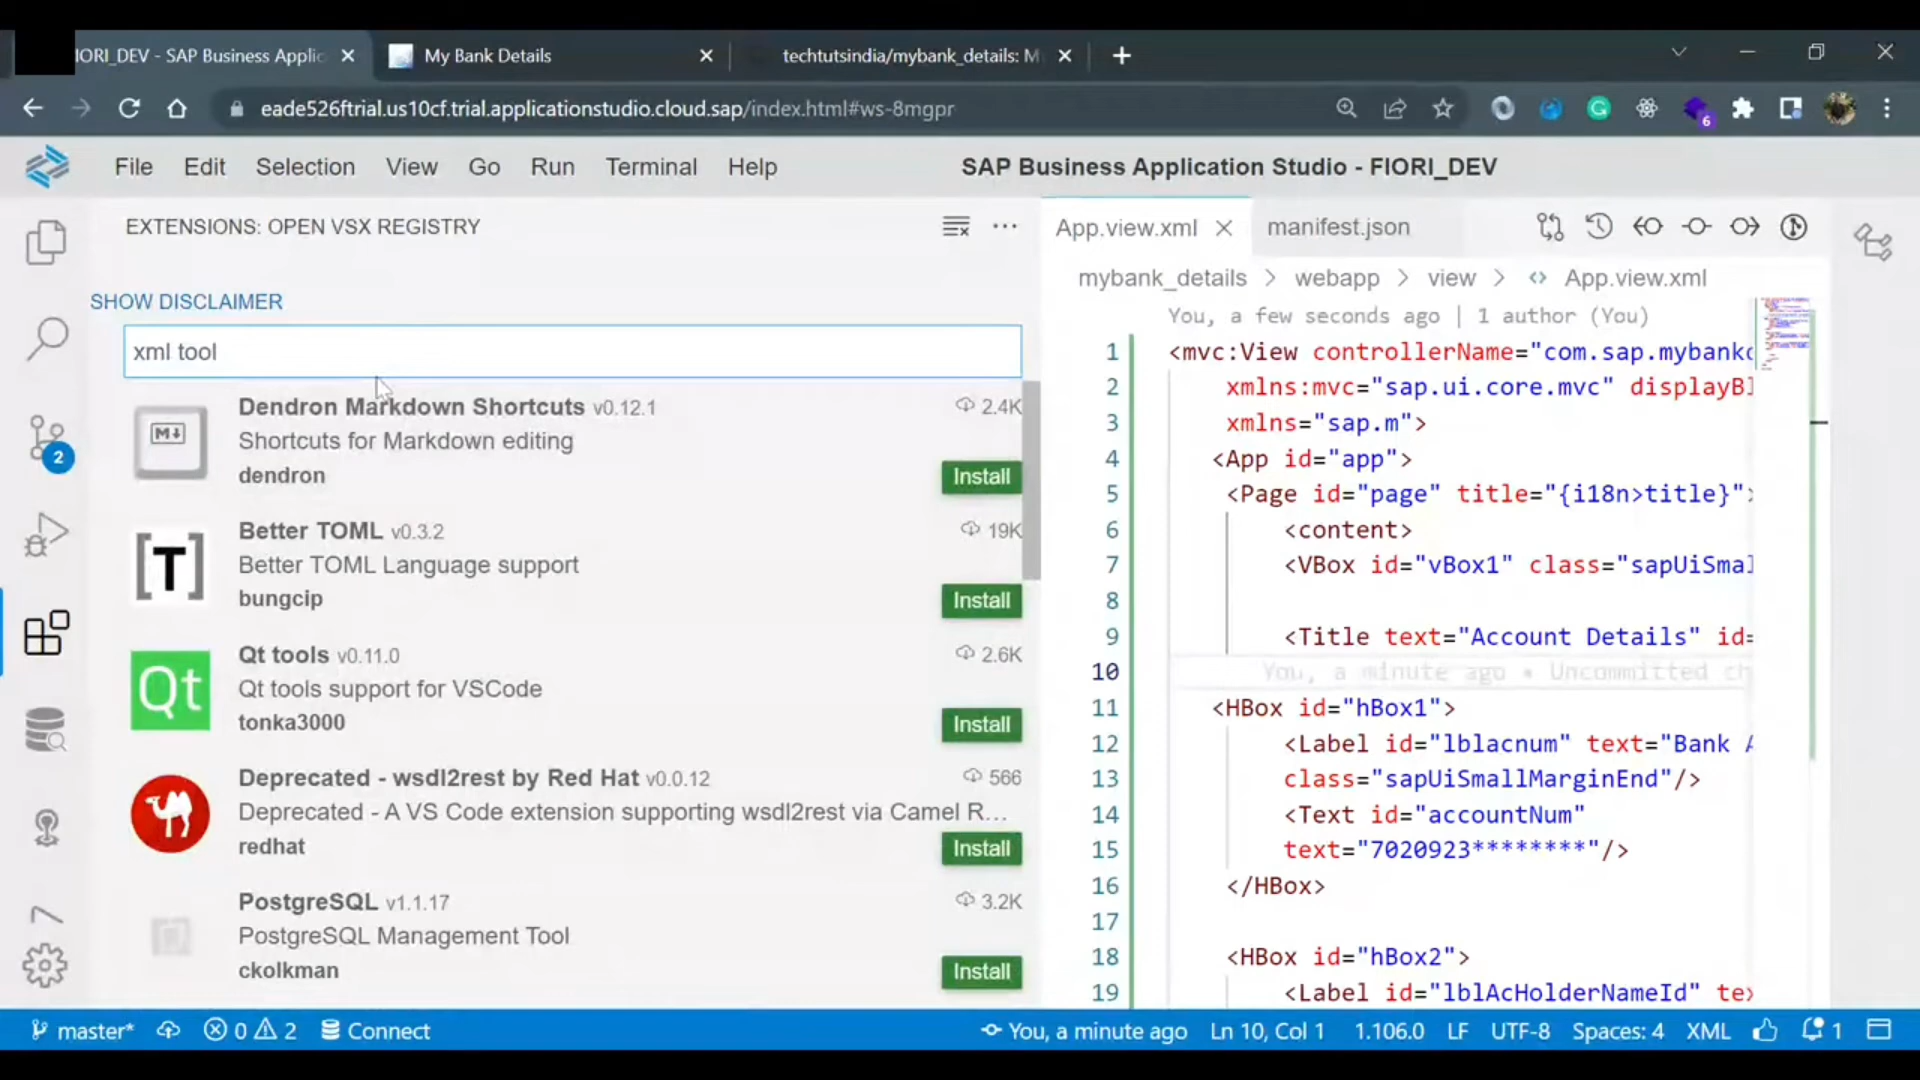 IORI_DEV - SAP Business Applic
My Bank Details
techtutsindia/mybank_details: M
eade526ftrial.us10cf.trial.applicationstudio.cloud.sap/index.html#ws-8mgpr
6
File Edit Selection View Go Run Terminal Help
SAP Business Application Studio - FIORI_DEV
EXTENSIONS: OPEN VSX REGISTRY
SHOW DISCLAIMER
xml tool
2
Dendron Markdown Shortcuts v0.12.1 2.4K
Shortcuts for Markdown editing
dendron Install
Better TOML v0.3.2 19K
Better TOML Language support
bungcip Install
Qt
Qt tools v0.11.0 2.6K
Qt tools support for VSCode
tonka3000 Install
Deprecated - wsdl2rest by Red Hat v0.0.12 566
Deprecated - A VS Code extension supporting wsdl2rest via Camel R...
redhat Install
PostgreSQL v1.1.17 3.2K
PostgreSQL Management Tool
ckolkman Install
App.view.xml manifest.json
mybank_details > webapp > view > App.view.xml
You, a few seconds ago | 1 author (You)
1 <mvc:View controllerName="com.sap.mybank
2 xmlns:mvc="sap.ui.core.mvc" displayBl
3 xmlns="sap.m">
4 <App id="app">
5 <Page id="page" title="{i18n>title}">
6 <content>
7 <VBox id="vBox1" class="sapUiSmal
8
9 <Title text="Account Details" id=
10 You, a minute ago • Uncommitted ch
11 <HBox id="hBox1">
12 <Label id="lblacnum" text="Bank A
13 class="sapUiSmallMarginEnd"/>
14 <Text id="accountNum"
15 text="7020923********"/>
16 </HBox>
17
18 <HBox id="hBox2">
19 <Label id="lblAcHolderNameId" tex
master* 0 2 Connect You, a minute ago Ln 10, Col 1 1.106.0 LF UTF-8 Spaces: 4 XML 1